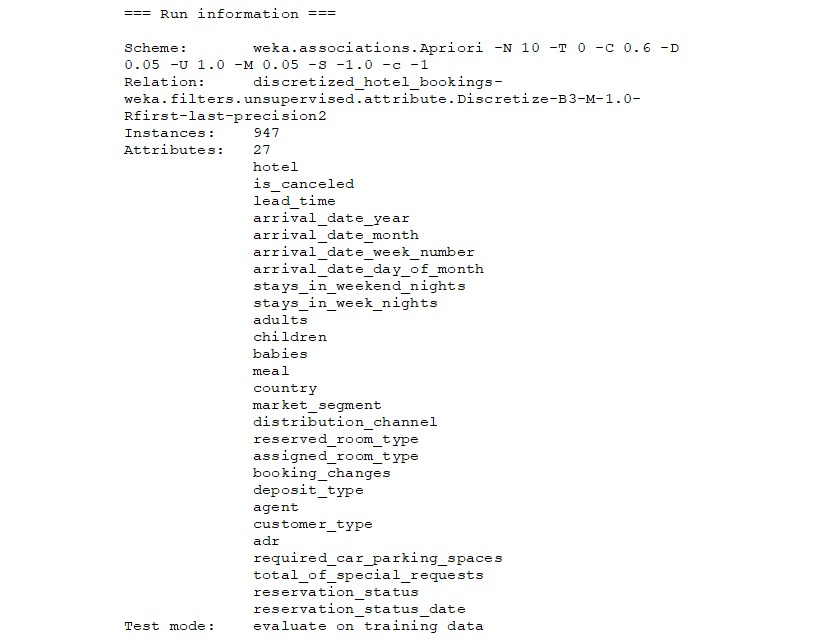 === Run information ===
Scheme: weka.associations.Apriori -N 10 -T 0 -C 0.6 -D
0.05 -U 1.0 -M 0.05 -S -1.0 -c -1
Relation: discretized_hotel_bookings-
weka.filters.unsupervised.attribute.Discretize-B3-M-1.0-
Rfirst-last-precision2
Instances: 947
Attributes: 27
hotel
is_canceled
lead_time
arrival_date_year
arrival_date_month
arrival_date_week_number
arrival_date_day_of_month
stays_in_weekend_nights
stays_in_week_nights
adults
children
babies
meal
country
market_segment
distribution_channel
reserved_room_type
assigned_room_type
booking_changes
deposit_type
agent
customer_type
adr
required_car_parking_spaces
total_of_special_requests
reservation_status
reservation_status_date
Test mode: evaluate on training data